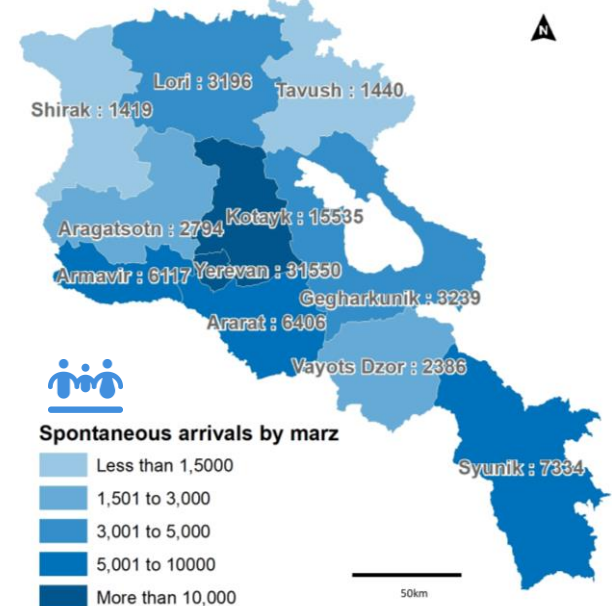 N
Lori : 3196
Tavush : 1440
Shirak : 1419
Kotayk : 15535
Aragatsotn : 2794
Yerevan : 31550
Armavir : 6117
Gegharkunik : 3239
Ararat : 6406
Vayots Dzor : 2386
Syunik : 7334
Spontaneous arrivals by marz
Less than 1,5000
1,501 to 3,000
3,001 to 5,000
5,001 to 10000
More than 10,000
50km